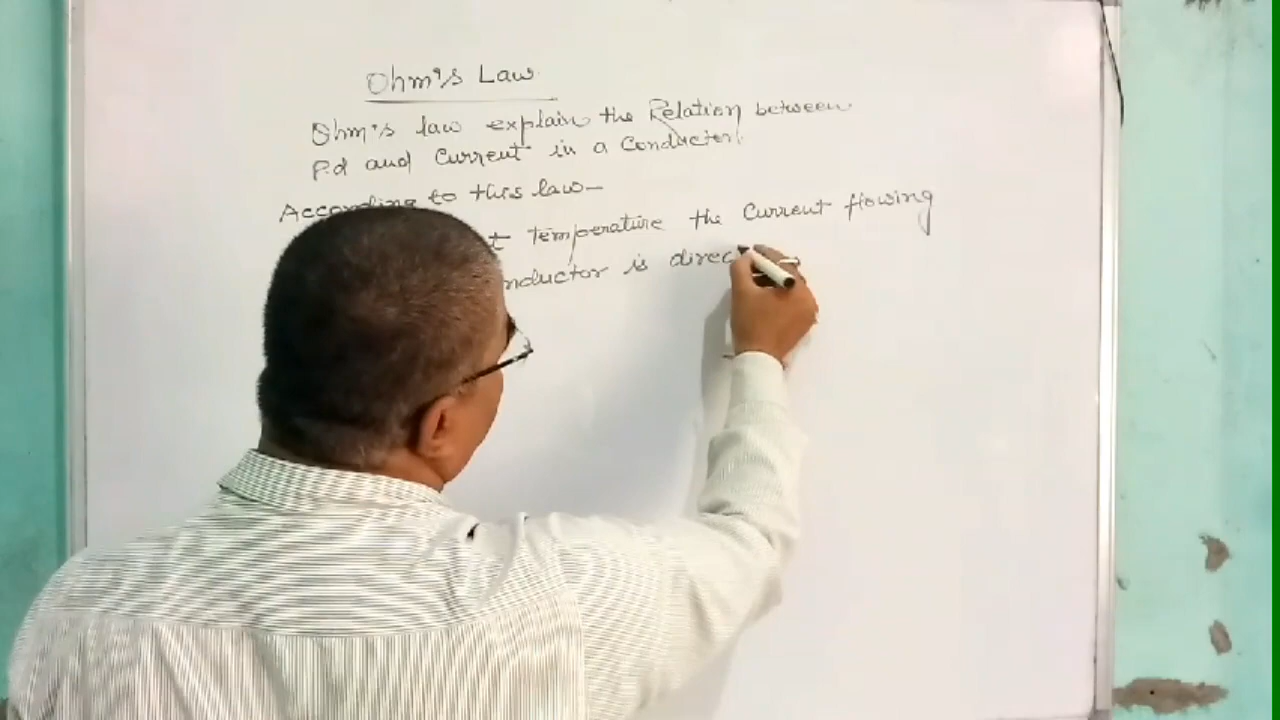 Ohm's Law
Ohm's law explain the Relation between
P.d and Current in a Conductor.
According to this law-
t temperature the Current flowing
nductor is direc